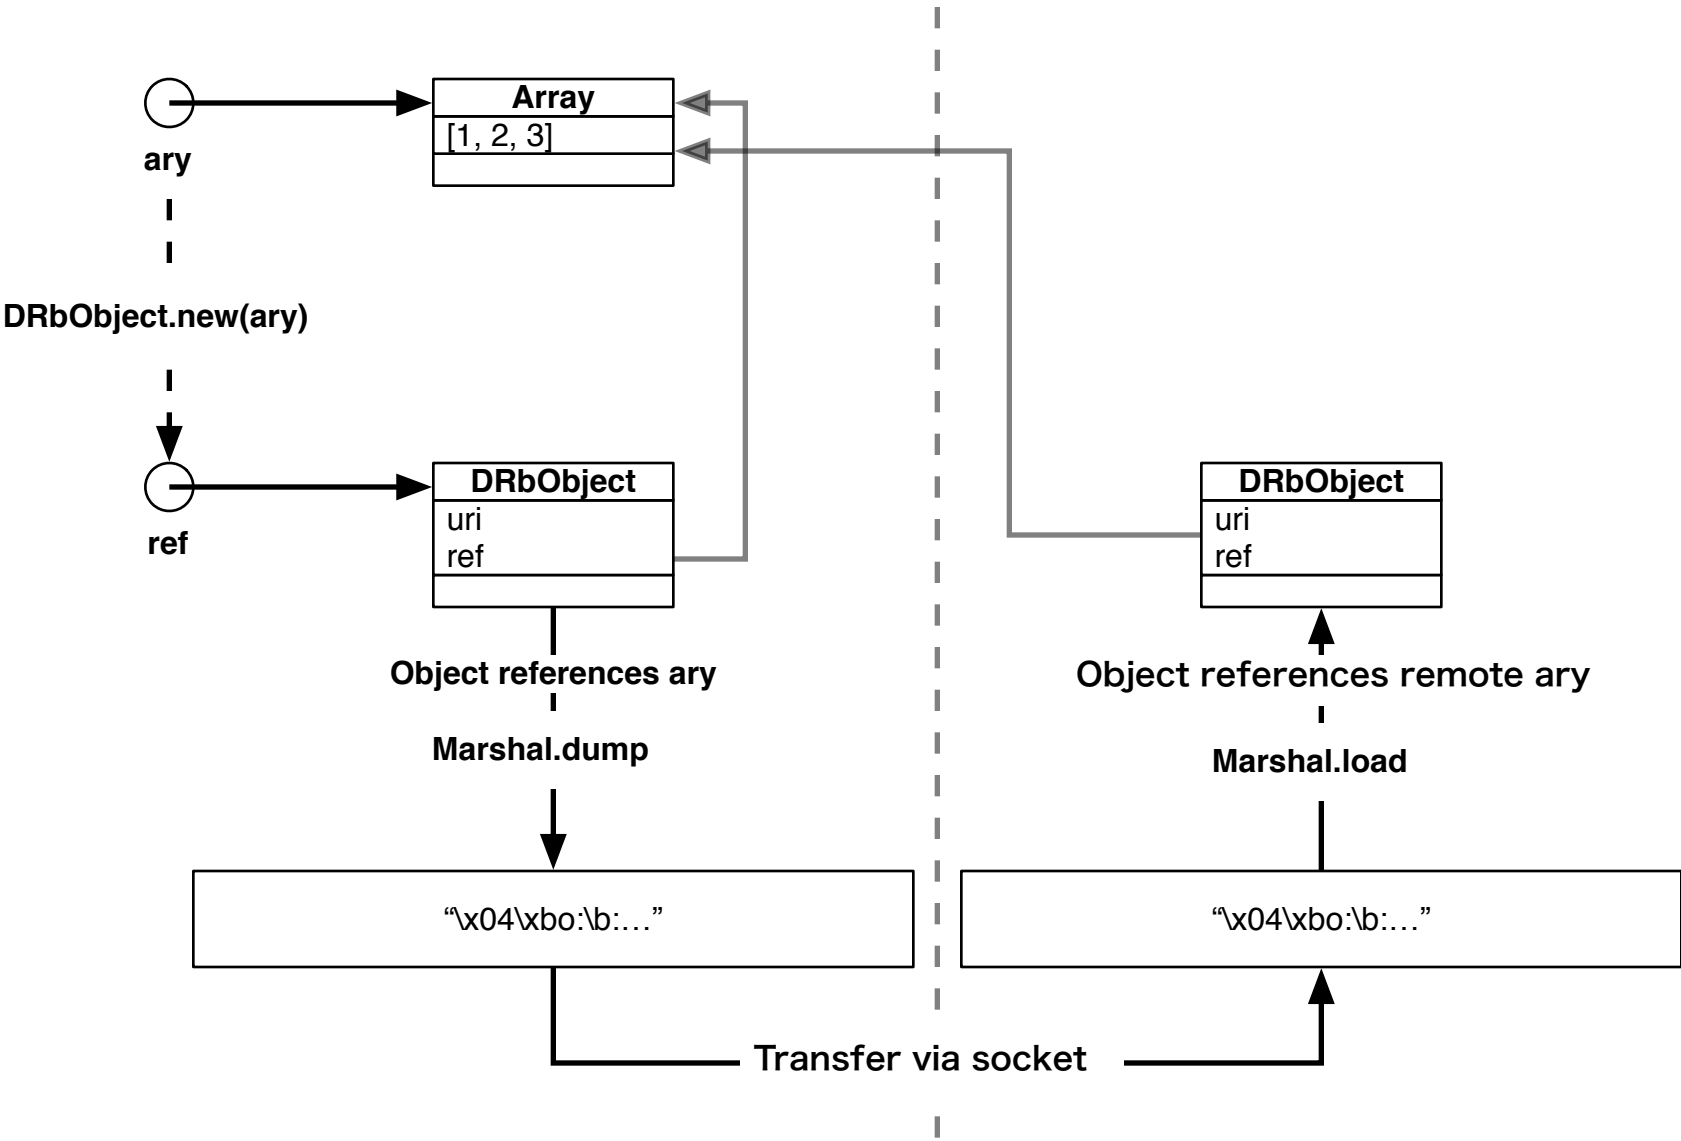 Array
[1, 2, 3]
ary
DRbObject.new(ary)
DRbObject
uri
ref
ref
DRbObject
uri
ref
Object references ary
Object references remote ary
Marshal.dump
Marshal.load
“\x04\xbo:\b:…”
“\x04\xbo:\b:…”
Transfer via socket